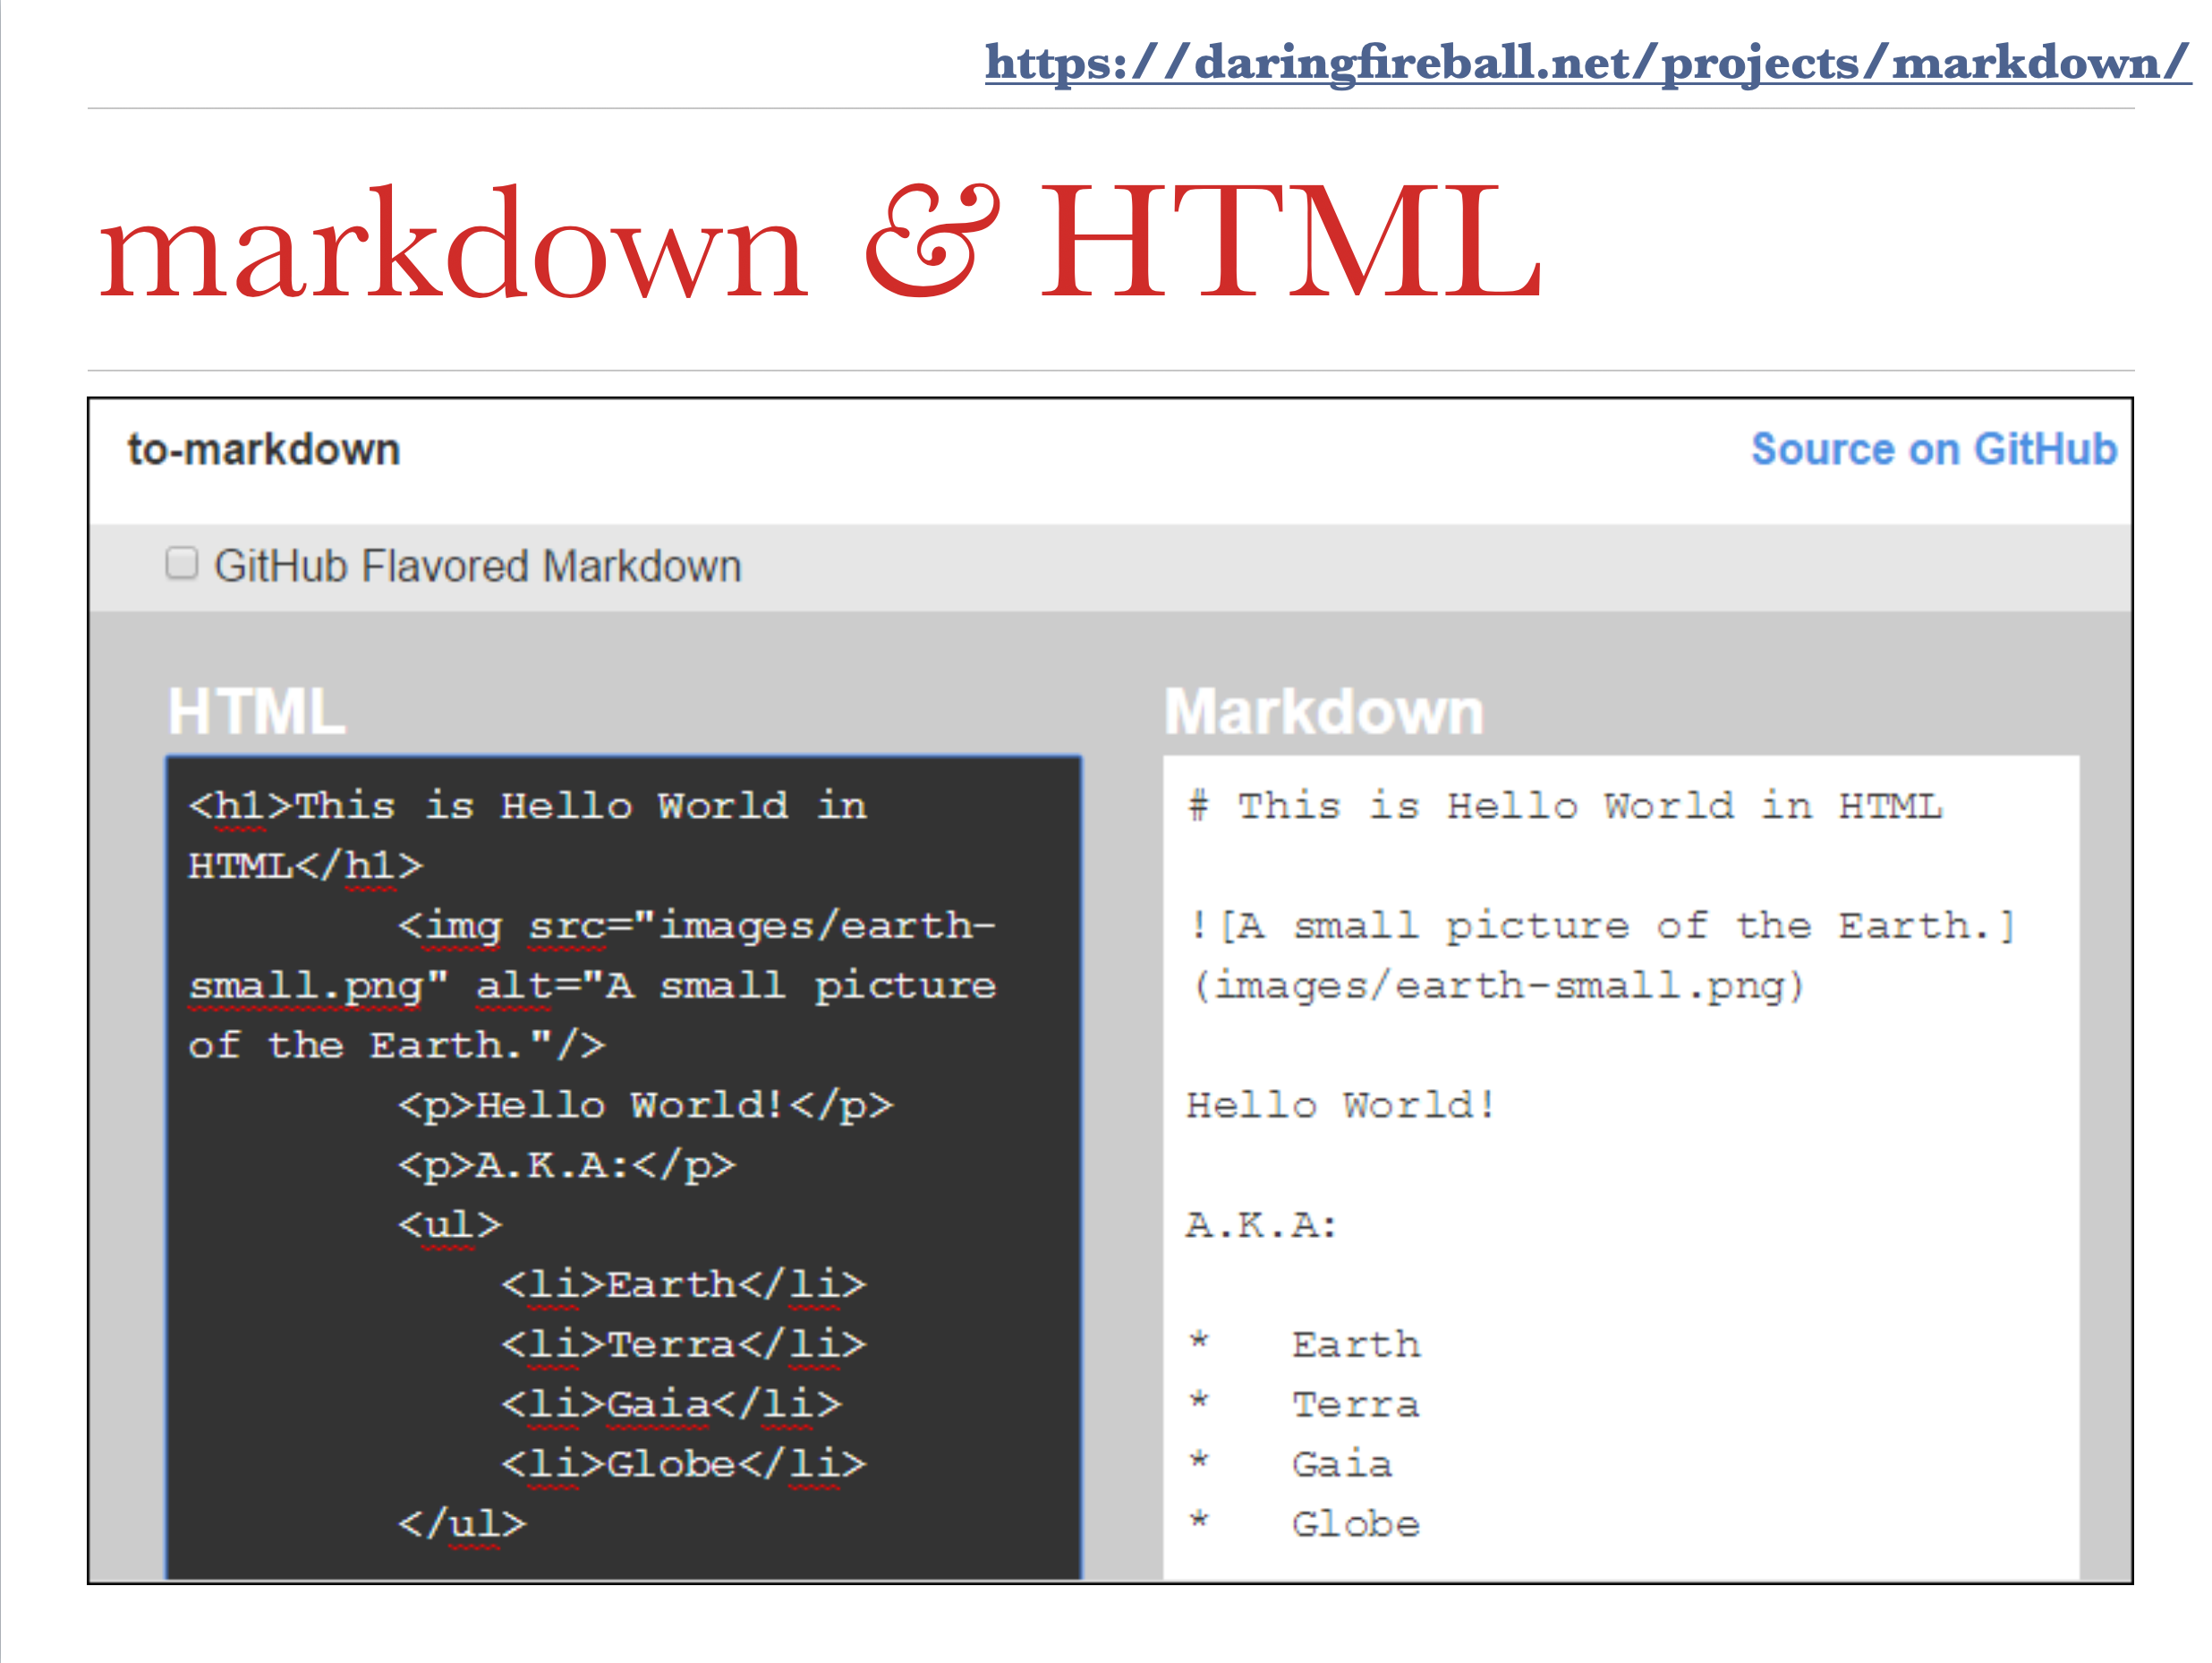 https://daringfireball.net/projects/markdown/
markdown & HTML
to-markdown
Source on GitHub
GitHub Flavored Markdown
HTML
<h1>This is Hello World in
HTML</h1>
<img src="images/earth-
small.png" alt="A small picture
of the Earth."/>
<p>Hello World!</p>
<p>A.K.A:</p>
<ul>
<li>Earth</li>
<li>Terra</li>
<li>Gaia</li>
<li>Globe</li>
</ul>
Markdown
# This is Hello World in HTML
![A small picture of the Earth.]
(images/earth-small.png)
Hello World!
A.K.A:
* Earth
* Terra
* Gaia
* Globe